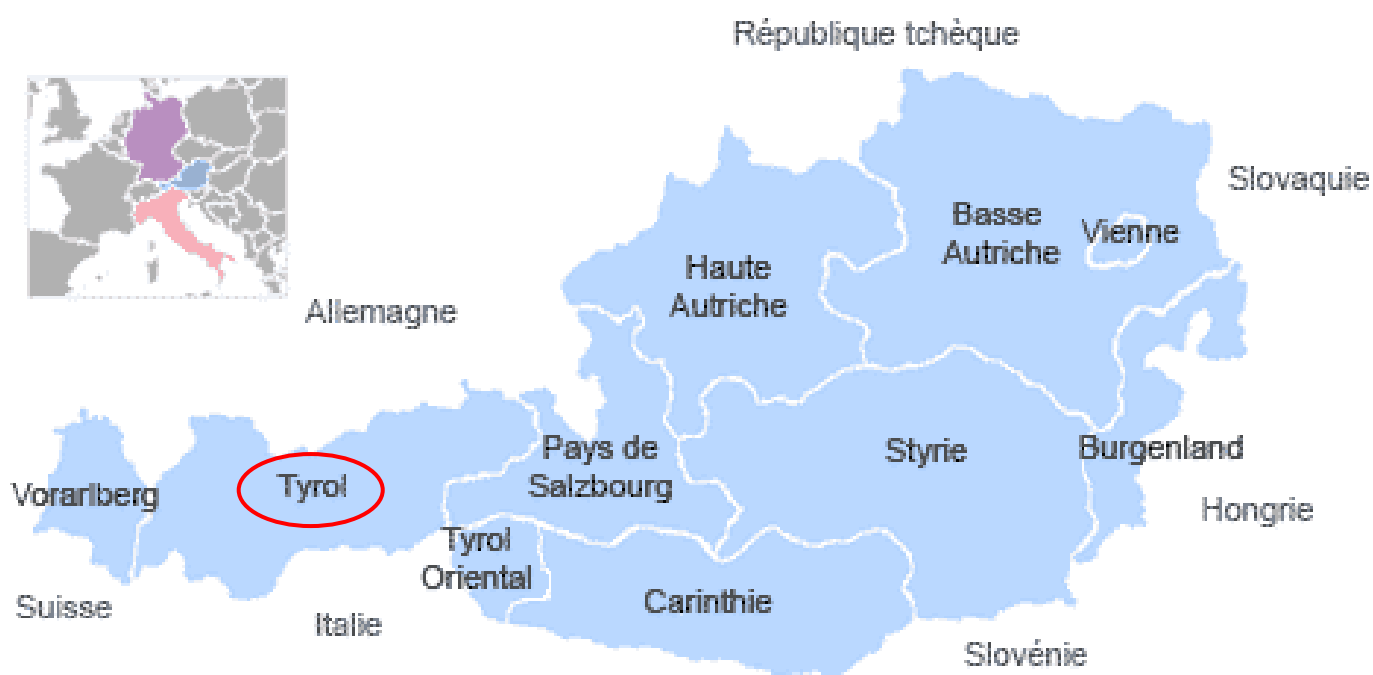 République tchèque
Slovaquie
Basse
Autriche
Vienne
Haute
Autriche
Allemagne
Pays de
Salzbourg
Styrie
Burgenland
Tyrol
Vorarlberg
Hongrie
Tyrol
Oriental
Carinthie
Suisse
Italie
Slovénie